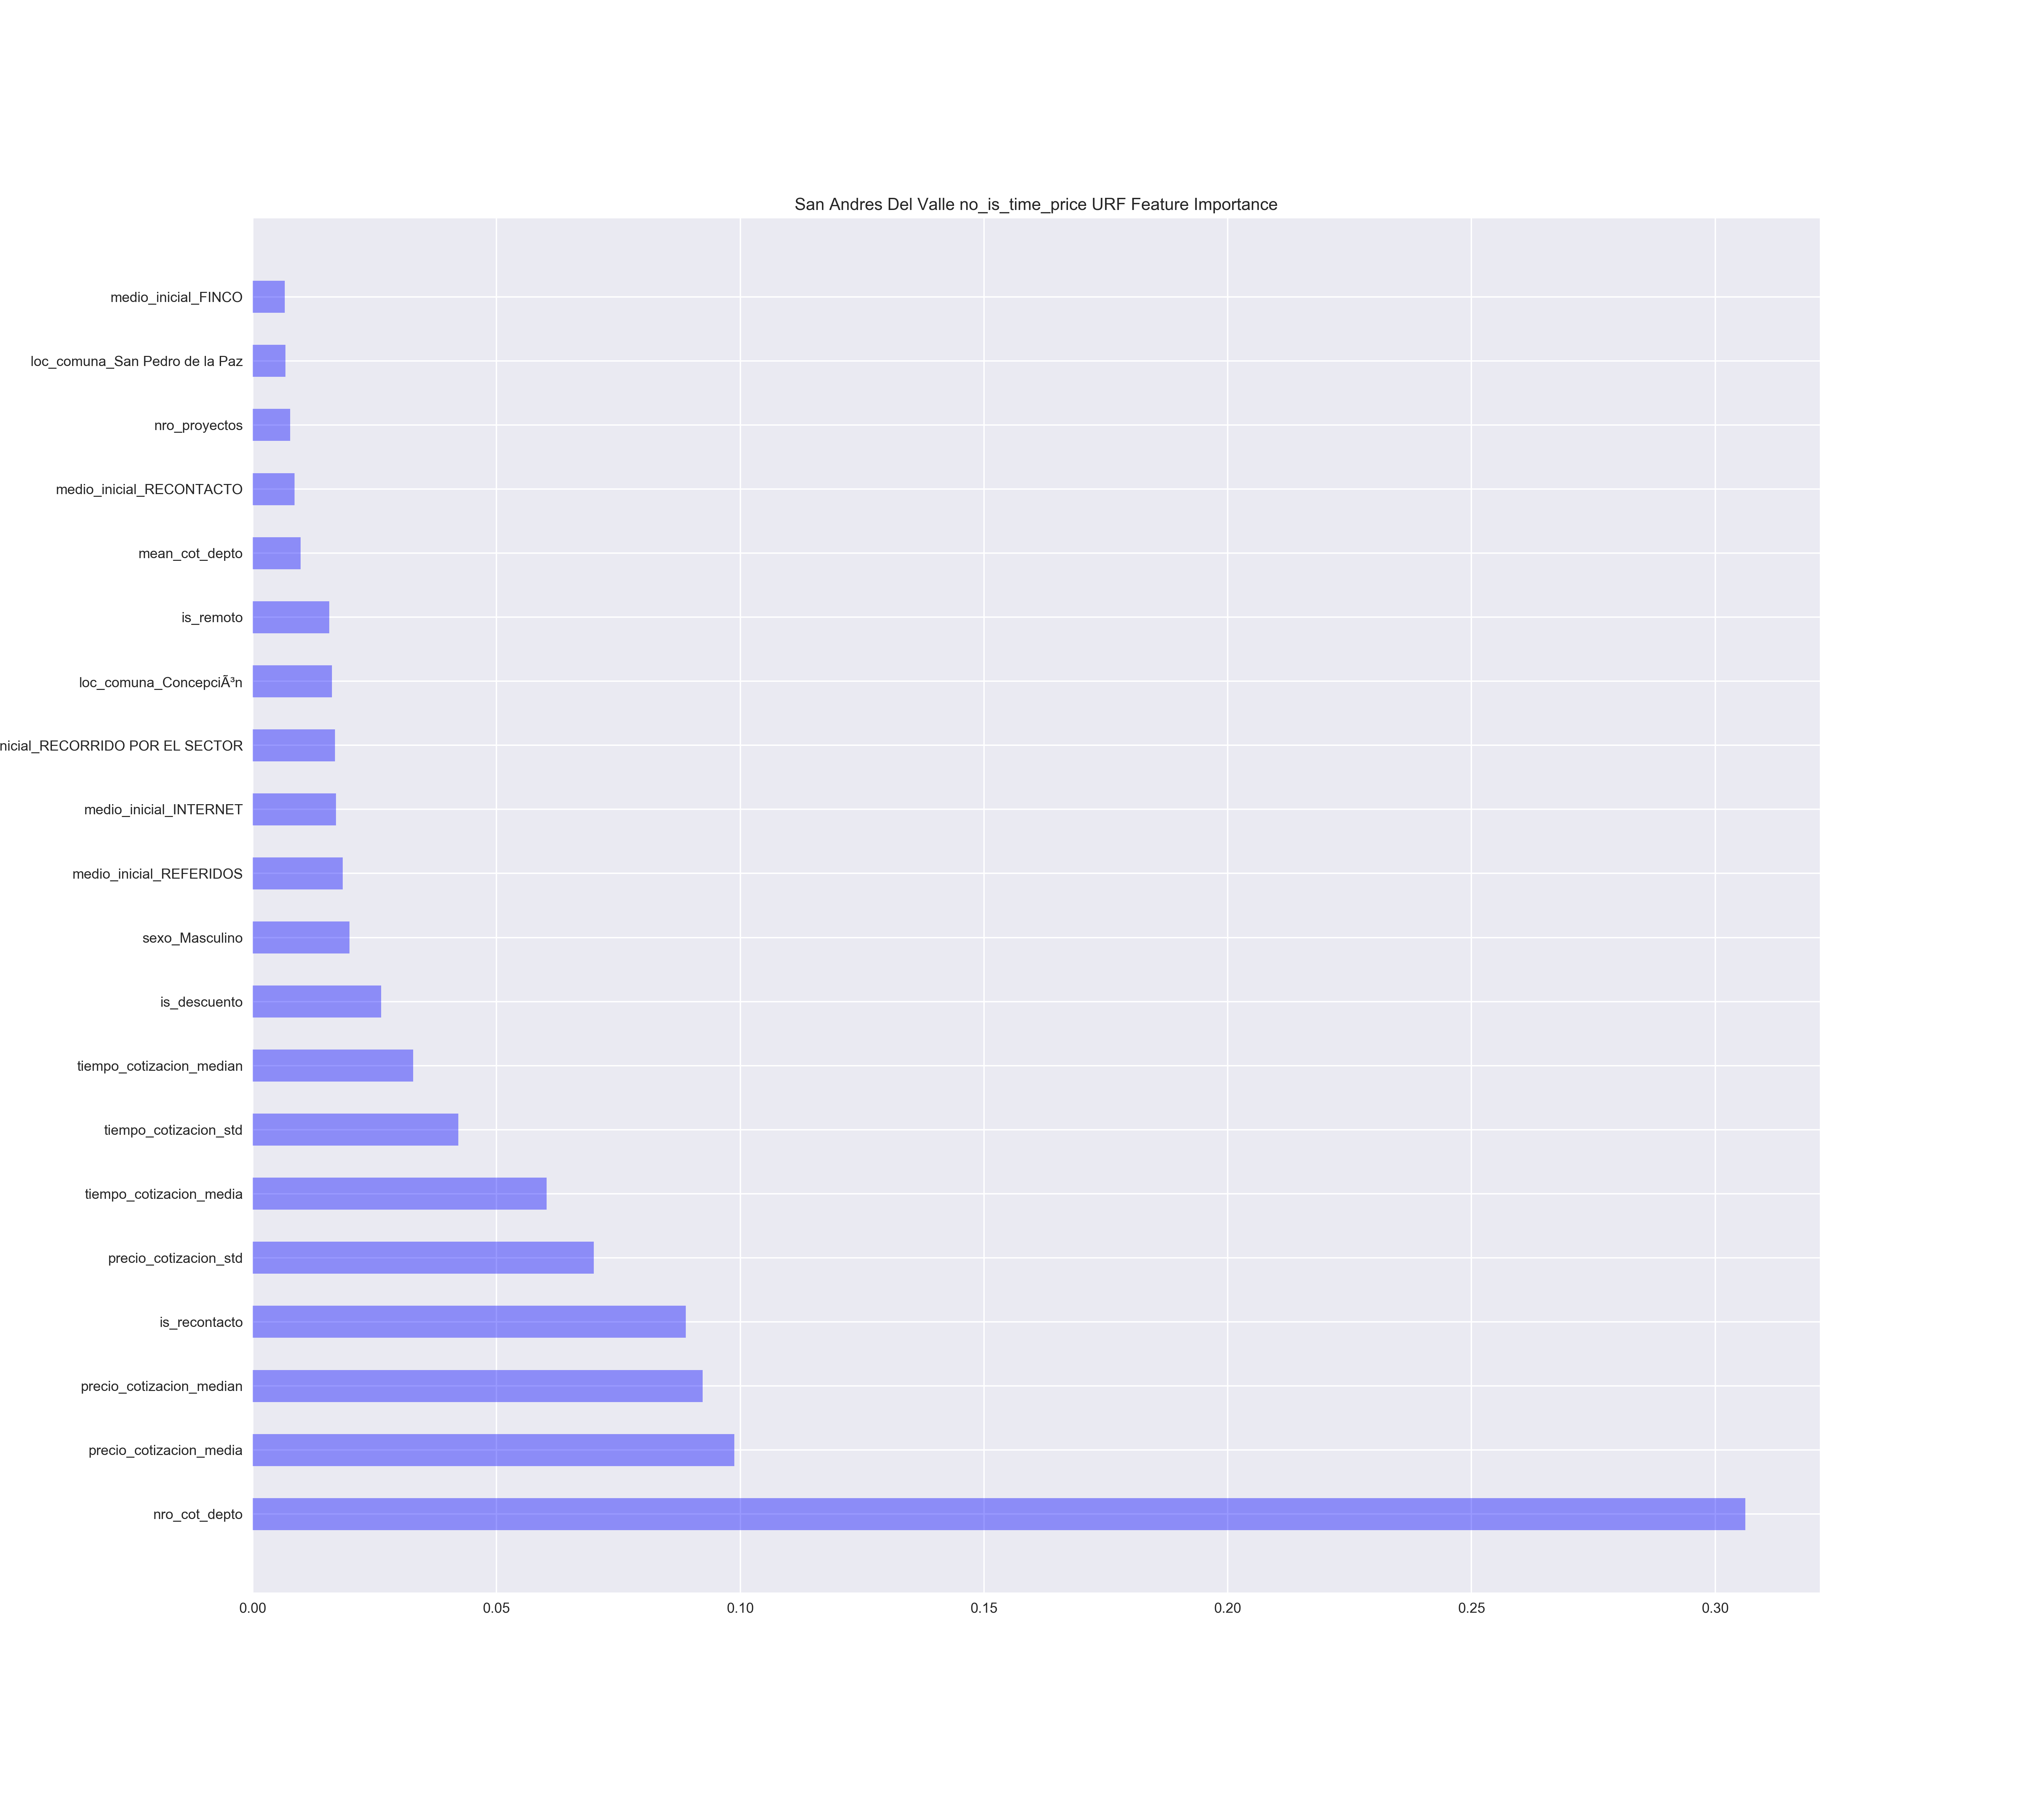 San Andres Del Valle no_is_time_price URF Feature Importance
medio_inicial_FINCO
loc_comuna_San Pedro de la Paz
nro_proyectos
medio_inicial_RECONTACTO
mean_cot_depto
is_remoto
loc_comuna_ConcepciÃ³n
nicial_RECORRIDO POR EL SECTOR
medio_inicial_INTERNET
medio_inicial_REFERIDOS
sexo_Masculino
is_descuento
tiempo_cotizacion_median
tiempo_cotizacion_std
tiempo_cotizacion_media
precio_cotizacion_std
is_recontacto
precio_cotizacion_median
precio_cotizacion_media
nro_cot_depto
0.00 0.05 0.10 0.15 0.20 0.25 0.30